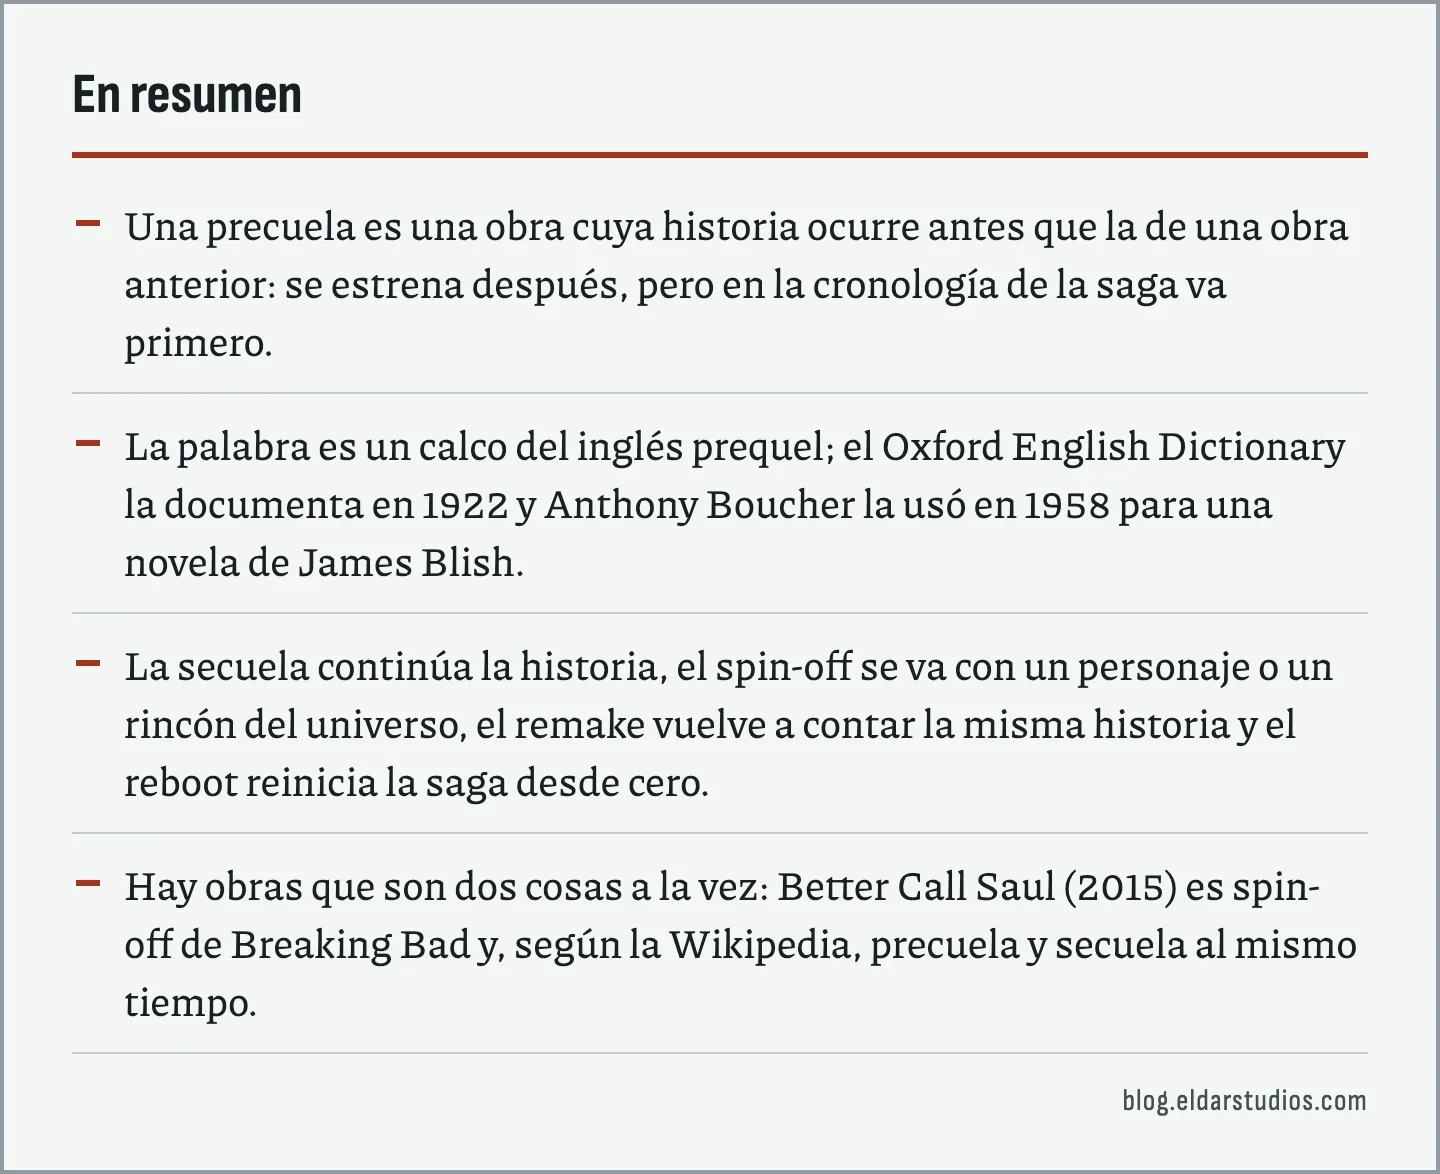 En resumen
Una precuela es una obra cuya historia ocurre antes que la de una obra
anterior: se estrena después, pero en la cronología de la saga va
primero.
La palabra es un calco del inglés prequel; el Oxford English Dictionary
la documenta en 1922 y Anthony Boucher la usó en 1958 para una
novela de James Blish.
La secuela continúa la historia, el spin-off se va con un personaje o un
rincón del universo, el remake vuelve a contar la misma historia y el
reboot reinicia la saga desde cero.
Hay obras que son dos cosas a la vez: Better Call Saul (2015) es spin-
off de Breaking Bad y, según la Wikipedia, precuela y secuela al mismo
tiempo.
blog.eldarstudios.com